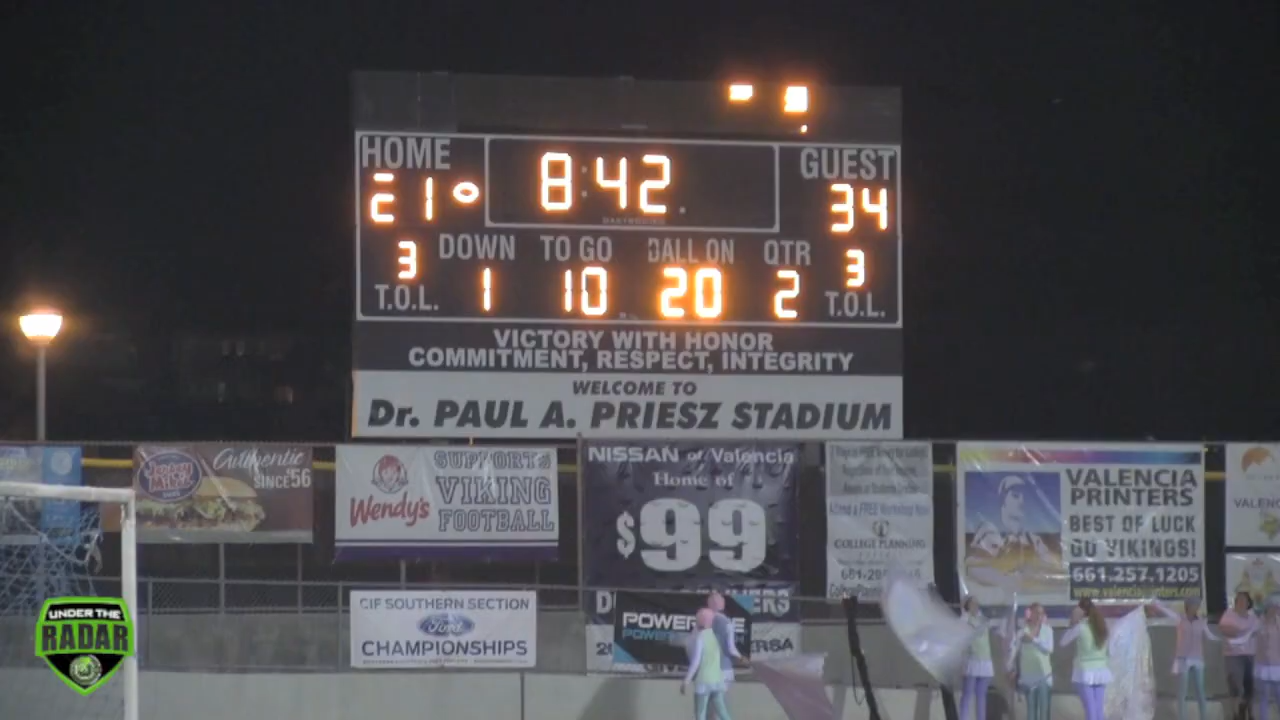 HOME
8:42
GUEST
21
34
3
DOWN
TO GO
BALL ON
QTR
3
1
10
20
2
T.O.L.
T.O.L.
VICTORY WITH HONOR
COMMITMENT, RESPECT, INTEGRITY
WELCOME TO
Dr. PAUL A. PRIESZ STADIUM
Jersey Mike's
Authentic
SINCE '56
Wendy's
SUPPORTS
VIKING
FOOTBALL
NISSAN of Valencia
Home of
$99
COLLEGE PLANNING
VALENCIA
PRINTERS
BEST OF LUCK
GO VIKINGS!
661.257.1205
www.valenciaprinters.com
CIF SOUTHERN SECTION
Ford
CHAMPIONSHIPS
UNDER THE
RADAR